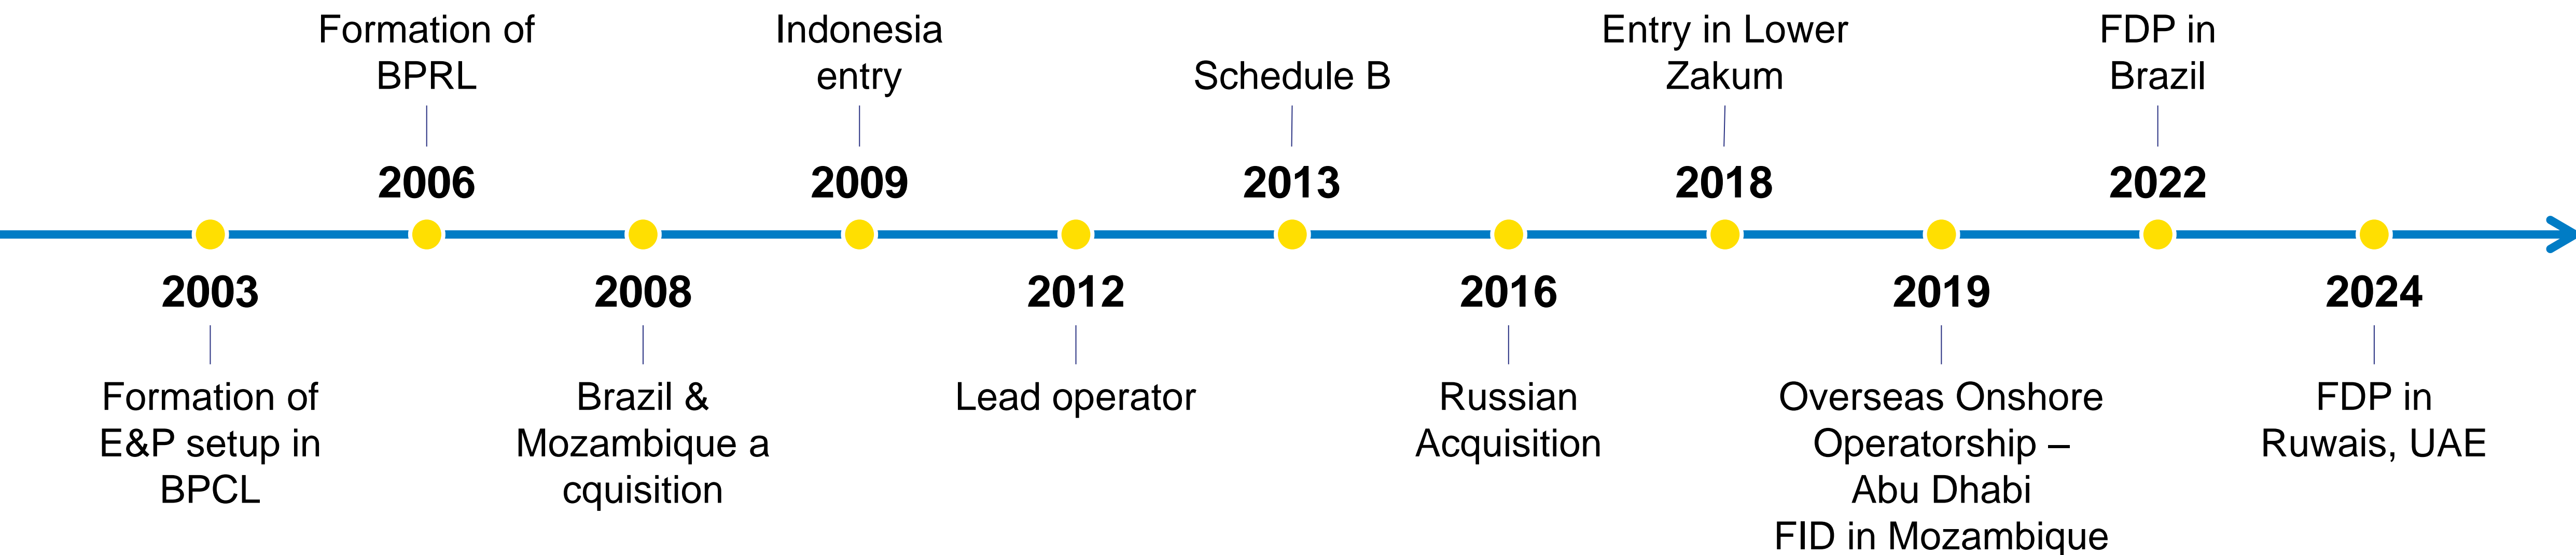 Formation of
BPRL
2006
Indonesia
entry
2009
Schedule B
2013
Entry in Lower
Zakum
2018
FDP in
Brazil
2022
2003
Formation of
E&P setup in
BPCL
2008
Brazil &
Mozambique a
cquisition
2012
Lead operator
2016
Russian
Acquisition
2019
Overseas Onshore
Operatorship –
Abu Dhabi
FID in Mozambique
2024
FDP in
Ruwais, UAE